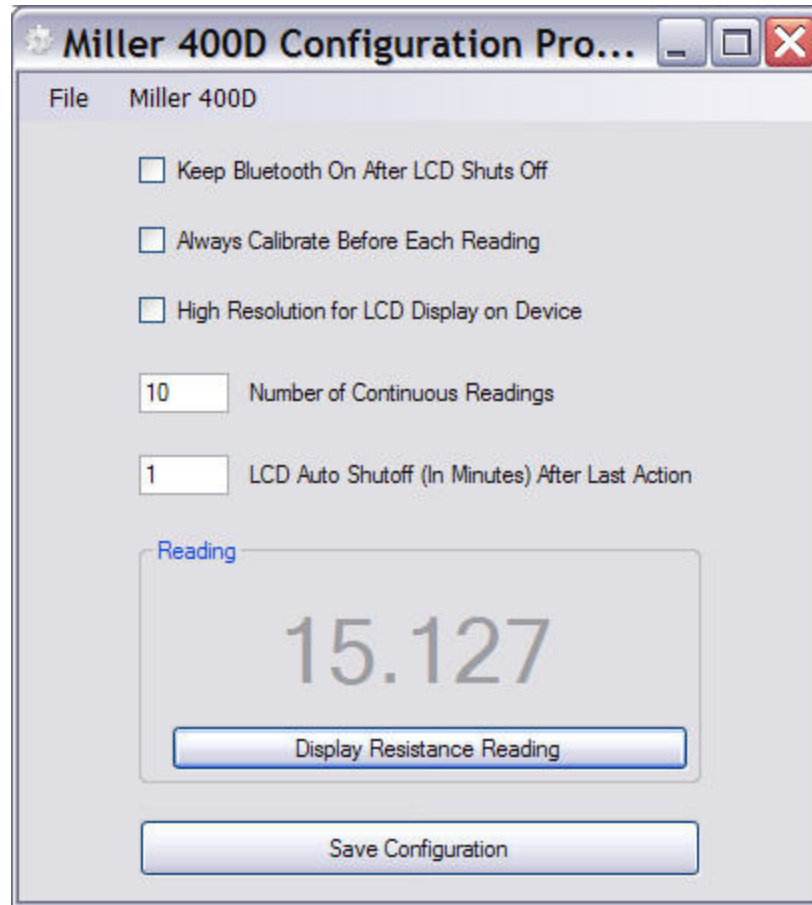 Miller 400D Configuration Pro...
File Miller 400D
Keep Bluetooth On After LCD Shuts Off
Always Calibrate Before Each Reading
High Resolution for LCD Display on Device
10 Number of Continuous Readings
1 LCD Auto Shutoff (In Minutes) After Last Action
Reading
15.127
Display Resistance Reading
Save Configuration